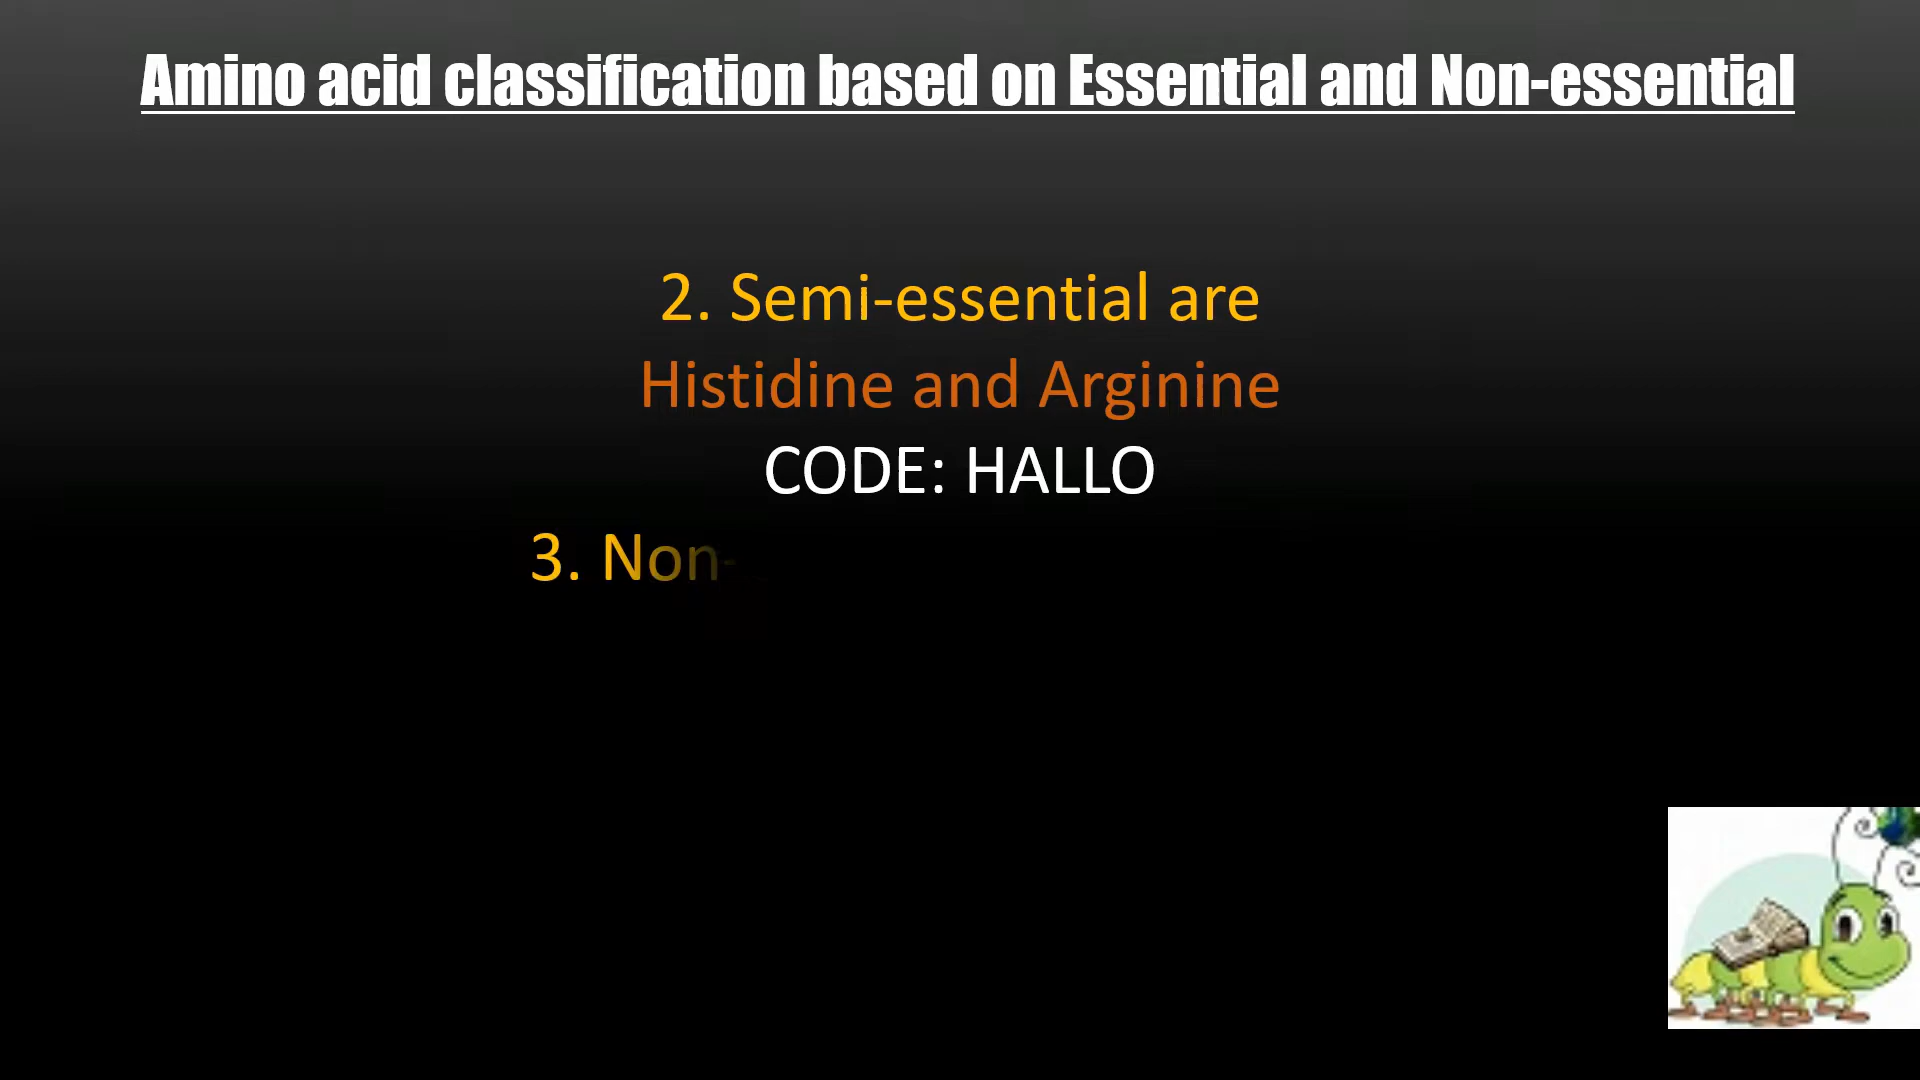 Amino acid classification based on Essential and Non-essential
2. Semi-essential are
Histidine and Arginine
CODE: HALLO
3. Non-